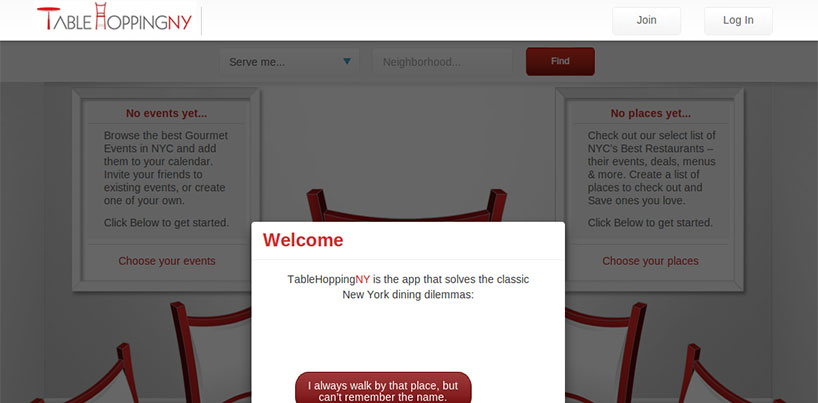 TABLEHOPPINGNY
Join
Log In
Serve me...
Neighborhood...
Find
No events yet...
Browse the best Gourmet
Events in NYC and add
them to your calendar.
Invite your friends to
existing events, or create
one of your own.
Click Below to get started.
Choose your events
No places yet...
Check out our select list of
NYC's Best Restaurants –
their events, deals, menus
& more. Create a list of
places to check out and
Save ones you love.
Click Below to get started.
Choose your places
Welcome
TableHoppingNY is the app that solves the classic
New York dining dilemmas:
I always walk by that place, but
can't remember the name.